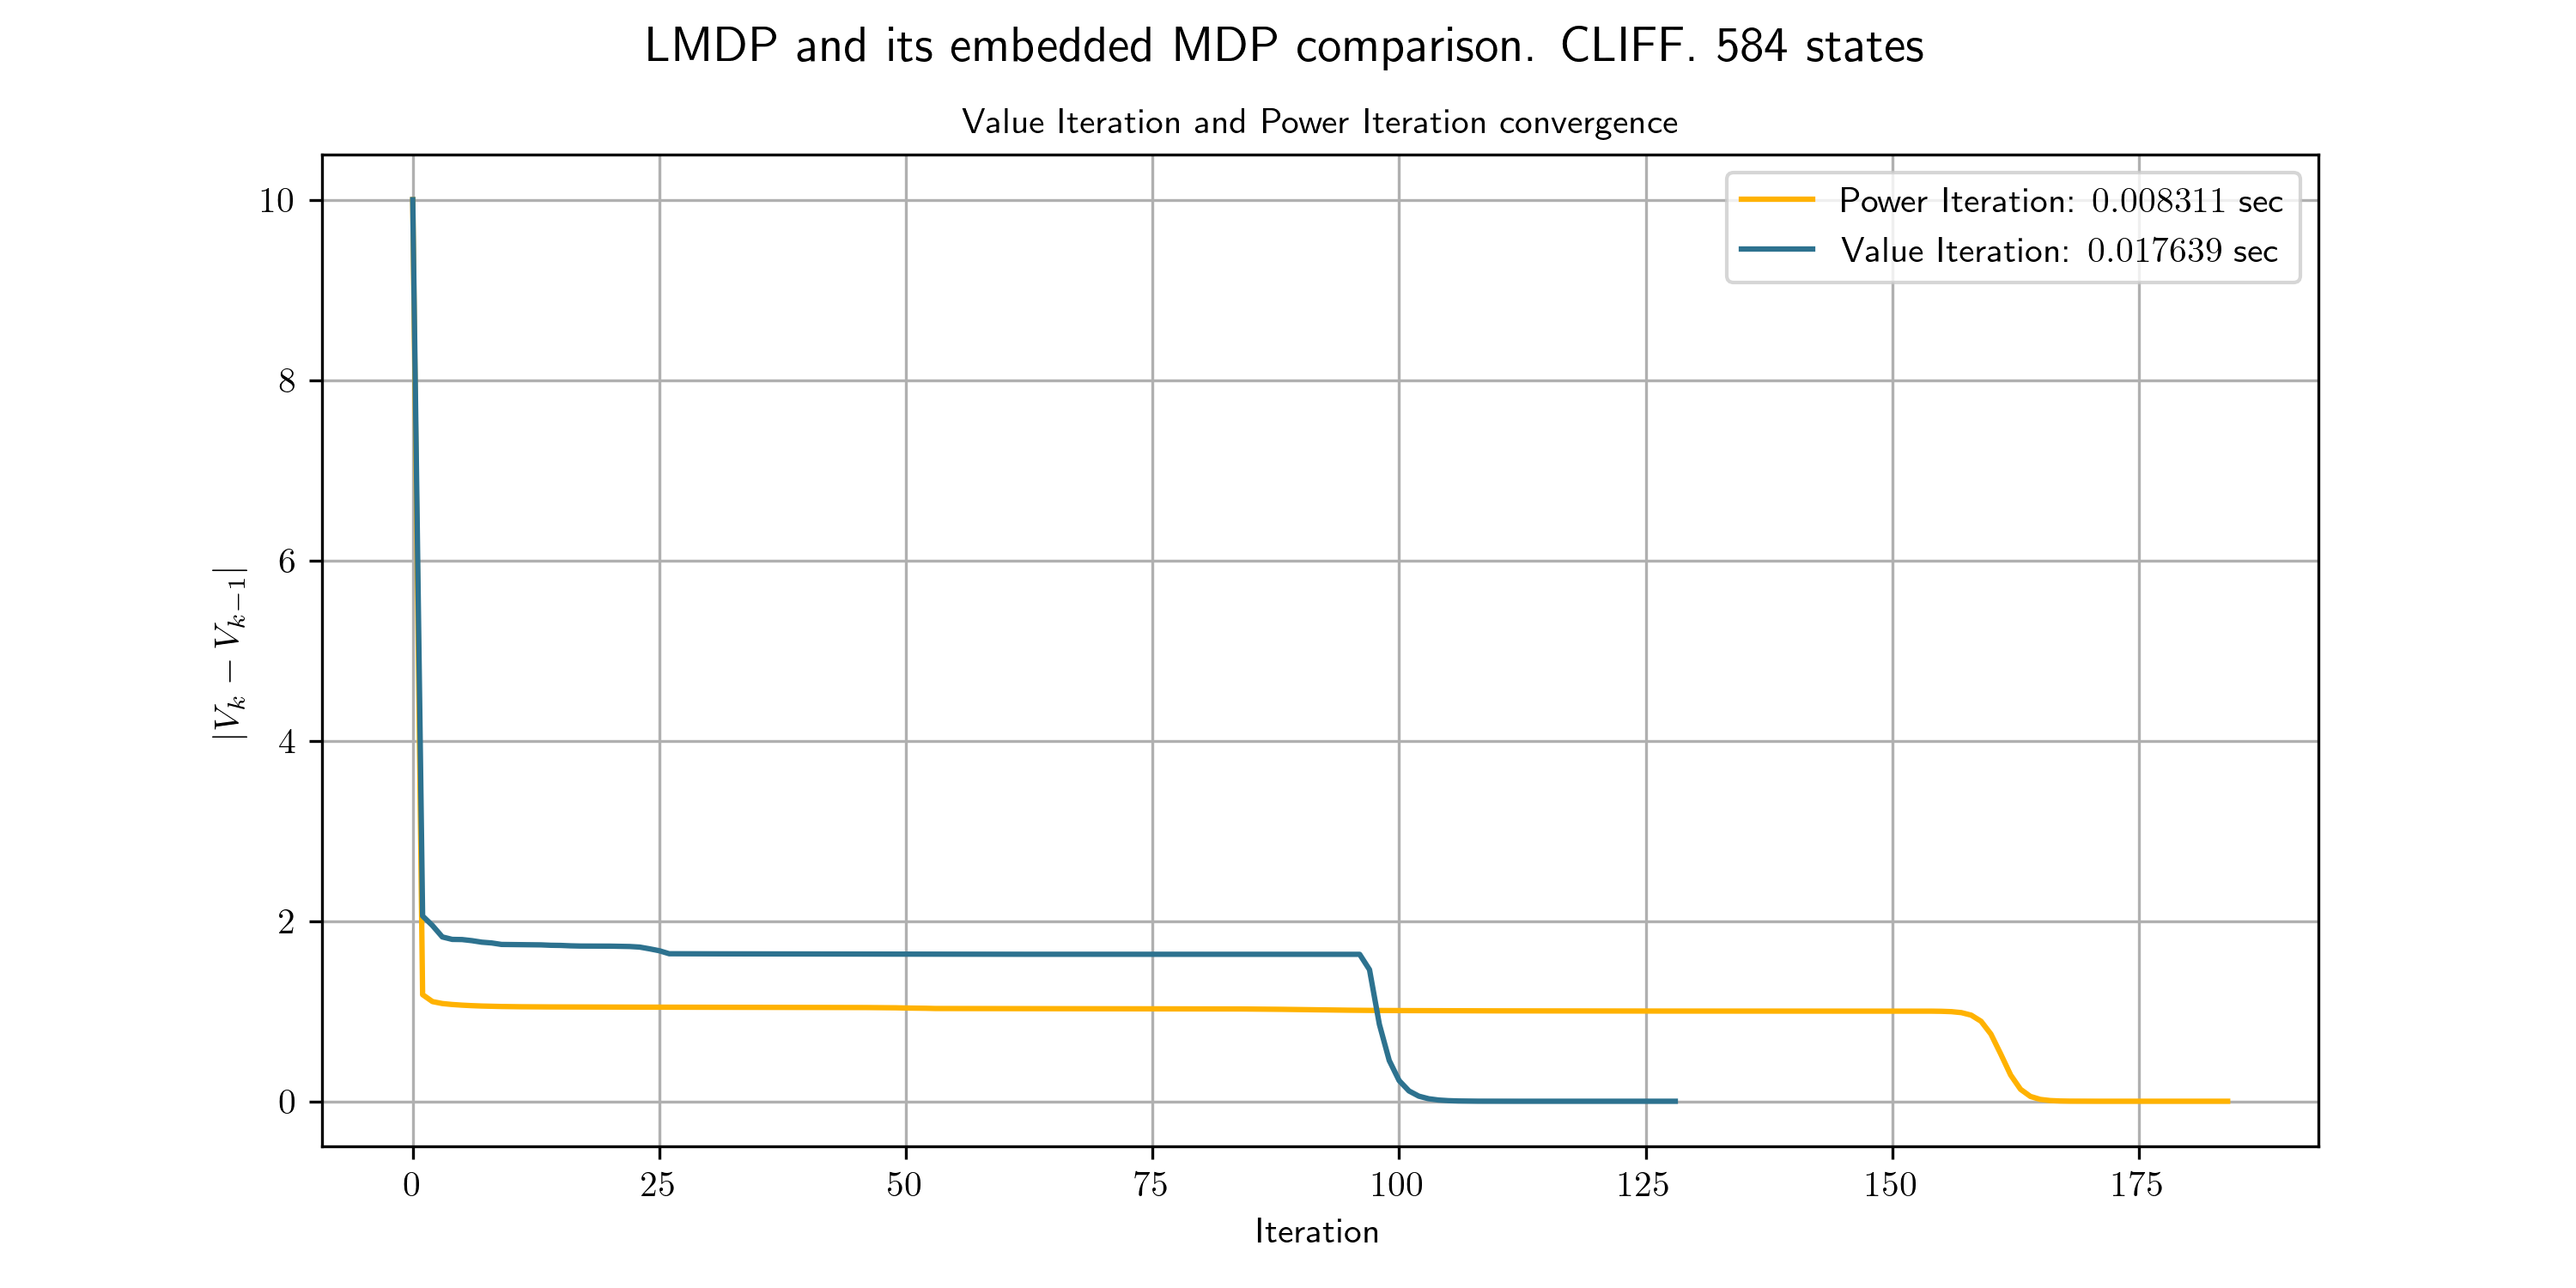 LMDP and its embedded MDP comparison. CLIFF. 584 states
Value Iteration and Power Iteration convergence
Power Iteration: 0.008311 sec
Value Iteration: 0.017639 sec
|V_k − V_{k−1}|
10
8
6
4
2
0
0 25 50 75 100 125 150 175
Iteration